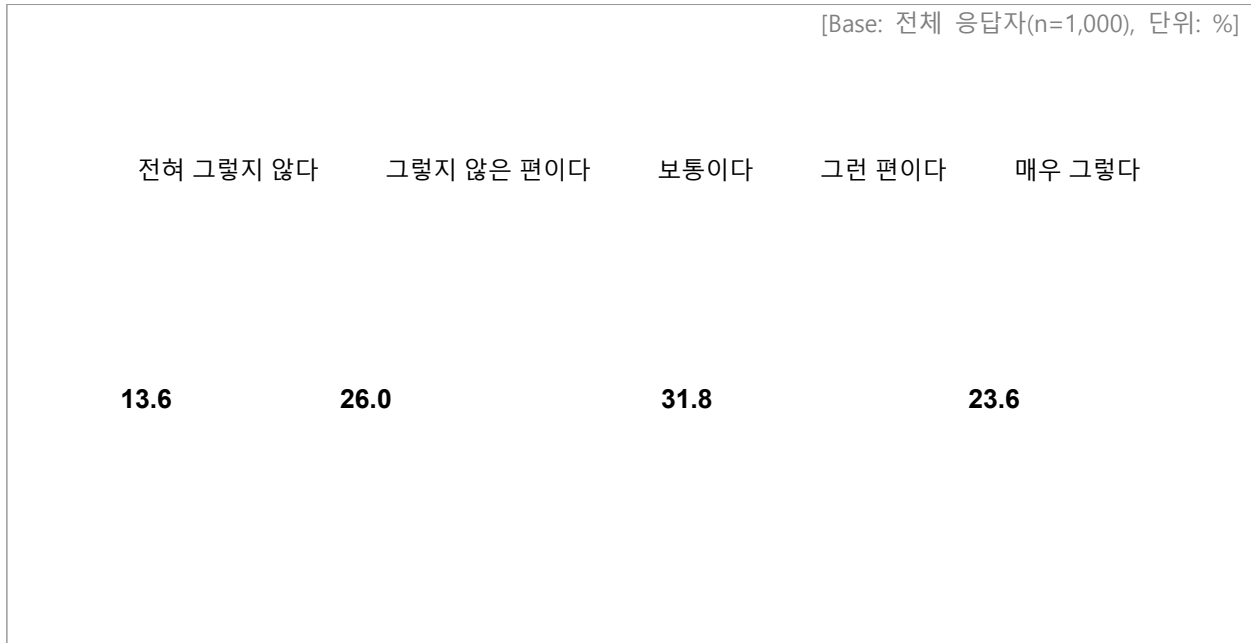 [Base: 전체 응답자(n=1,000), 단위: %]
전혀 그렇지 않다 그렇지 않은 편이다 보통이다 그런 편이다 매우 그렇다
13.6 26.0 31.8 23.6